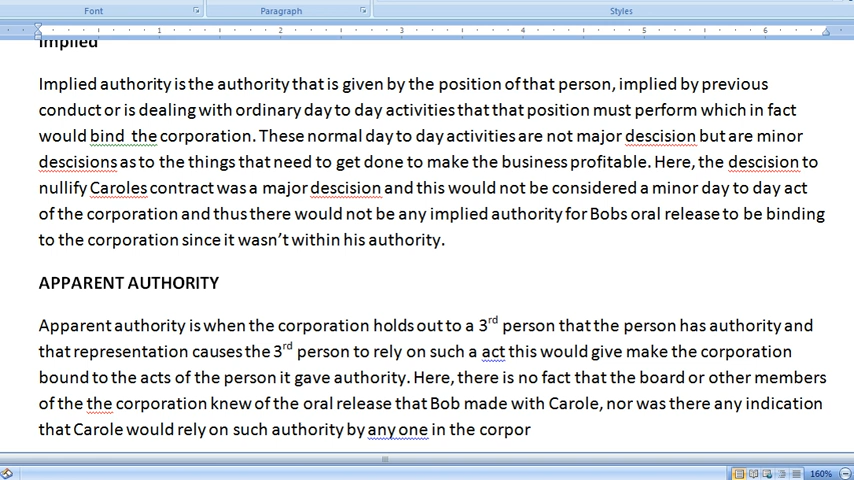 Font Paragraph Styles
1 2 3 4 5 6
Implied
Implied authority is the authority that is given by the position of that person, implied by previous
conduct or is dealing with ordinary day to day activities that that position must perform which in fact
would bind  the corporation. These normal day to day activities are not major descision but are minor
descisions as to the things that need to get done to make the business profitable. Here, the descision to
nullify Caroles contract was a major descision and this would not be considered a minor day to day act
of the corporation and thus there would not be any implied authority for Bobs oral release to be binding
to the corporation since it wasn't within his authority.
APPARENT AUTHORITY
Apparent authority is when the corporation holds out to a 3rd person that the person has authority and
that representation causes the 3rd person to rely on such a act this would give make the corporation
bound to the acts of the person it gave authority. Here, there is no fact that the board or other members
of the the corporation knew of the oral release that Bob made with Carole, nor was there any indication
that Carole would rely on such authority by any one in the corpor
160%